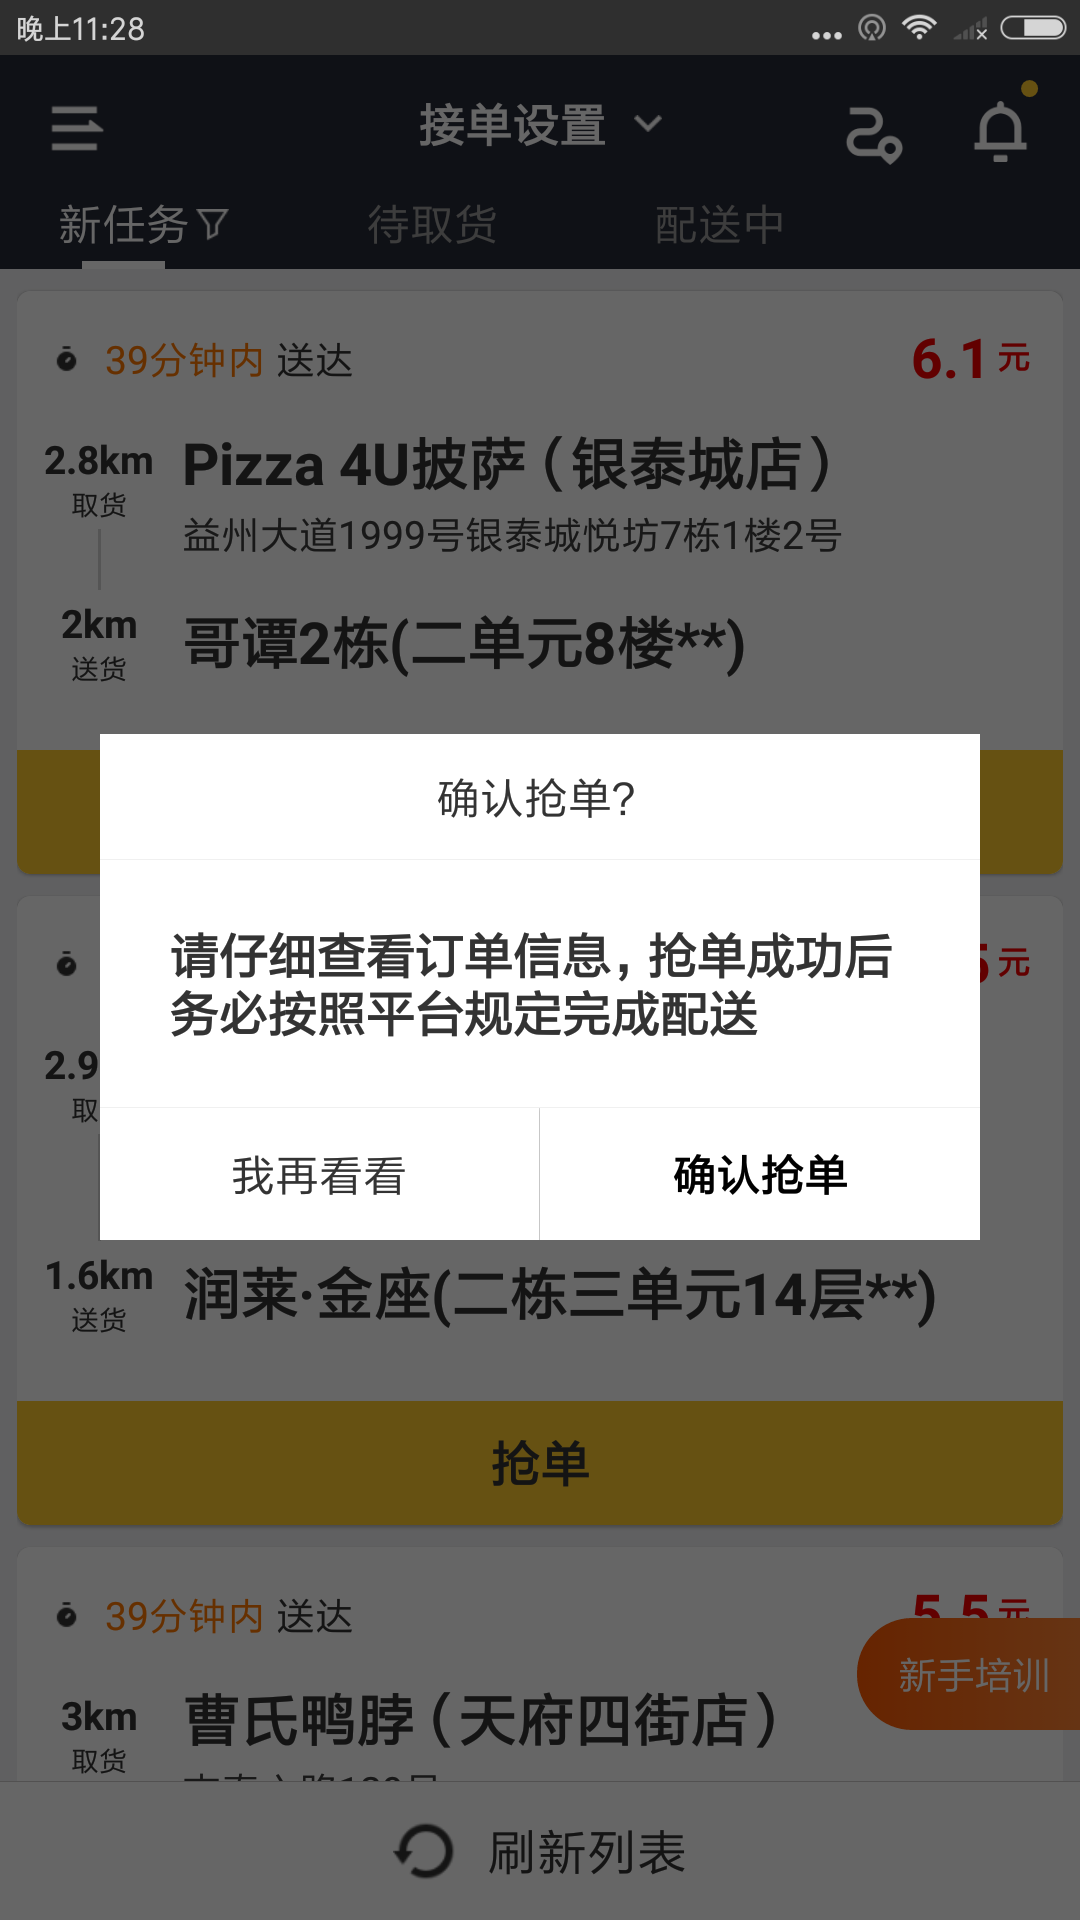 晚上11:28
接单设置
新任务 待取货 配送中
39分钟内 送达 6.1元
2.8km Pizza 4U披萨（银泰城店）
取货 益州大道1999号银泰城悦坊7栋1楼2号
2km 哥谭2栋(二单元8楼**)
送货
确认抢单?
元
请仔细查看订单信息，抢单成功后
务必按照平台规定完成配送
2.9
取
我再看看 确认抢单
1.6km 润莱·金座(二栋三单元14层**)
送货
抢单
39分钟内 送达 5.5元
新手培训
3km 曹氏鸭脖（天府四街店）
取货
刷新列表